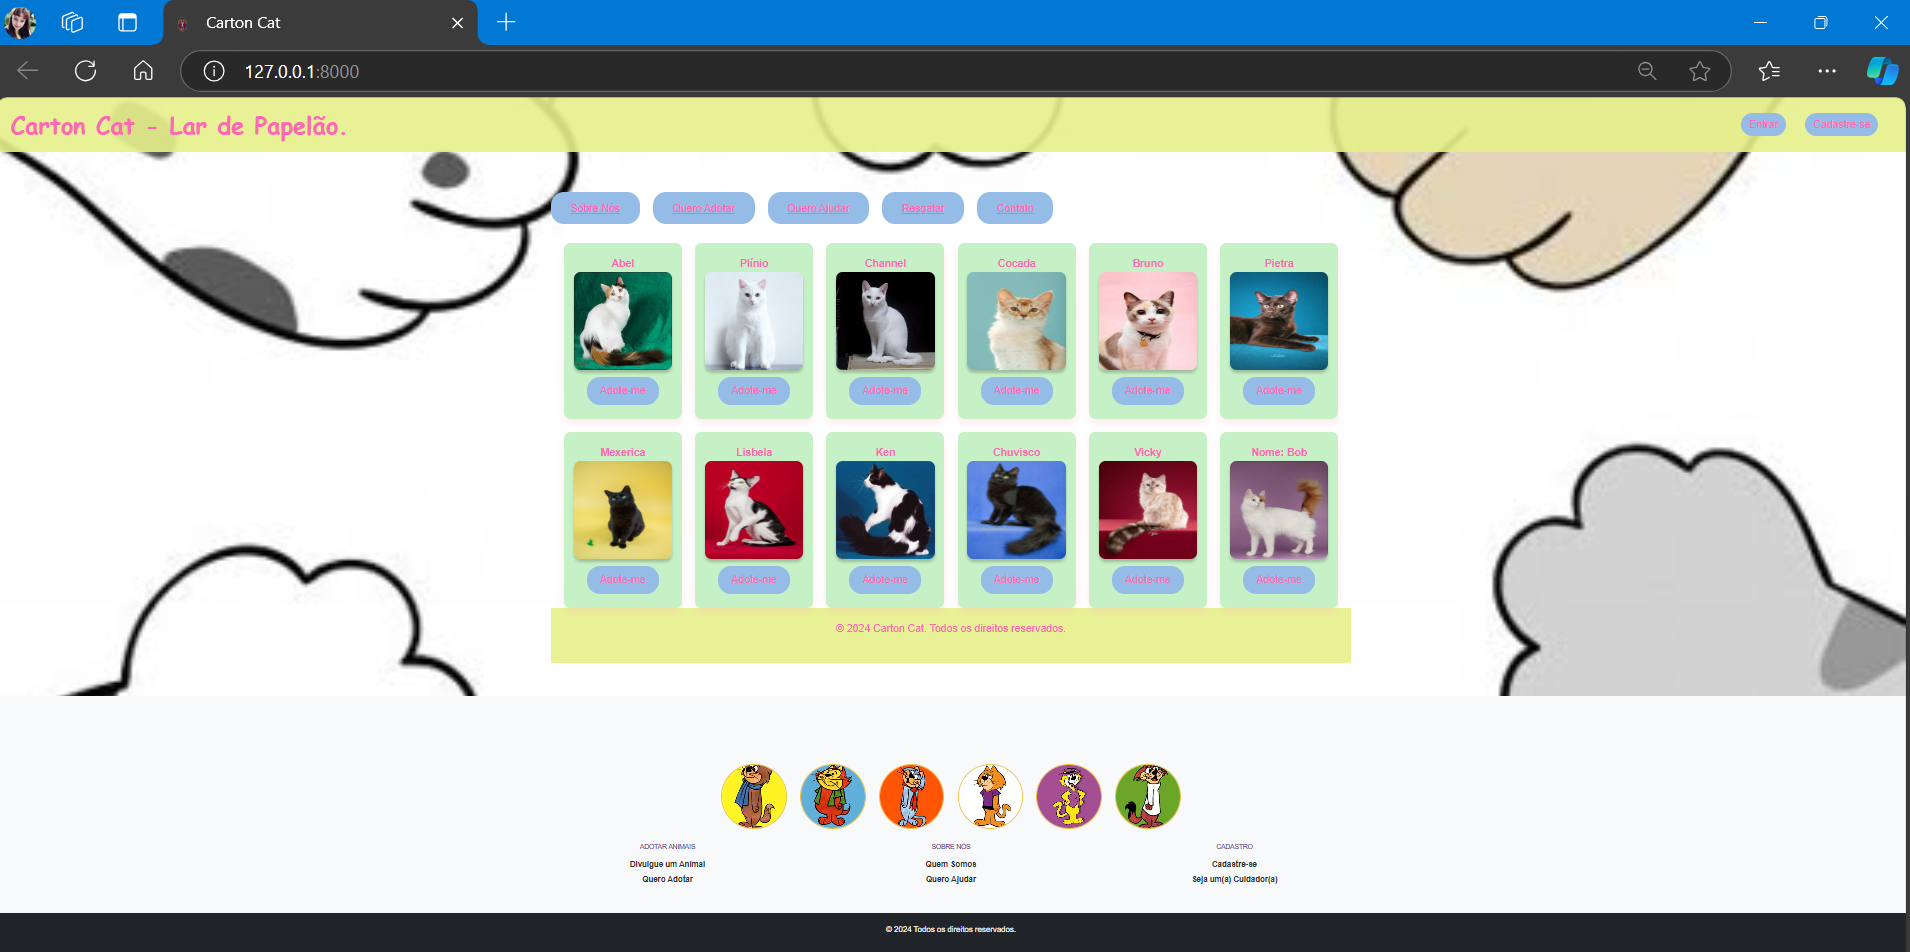 Carton Cat
127.0.0.1:8000
Carton Cat - Lar de Papelão.
Entrar Cadastre-se
Sobre Nós Quero Adotar Quero Ajudar Resgatar Contato
Abel Plínio Channel Cocada Bruno Pietra
Adote-me Adote-me Adote-me Adote-me Adote-me Adote-me
Mexerica Lisbela Ken Chuvisco Vicky Nome: Bob
Adote-me Adote-me Adote-me Adote-me Adote-me Adote-me
© 2024 Carton Cat. Todos os direitos reservados.
ADOTAR ANIMAIS SOBRE NÓS CADASTRO
Divulgue um Animal Quem Somos Cadastre-se
Quero Adotar Quero Ajudar Seja um(a) Cuidador(a)
© 2024 Todos os direitos reservados.